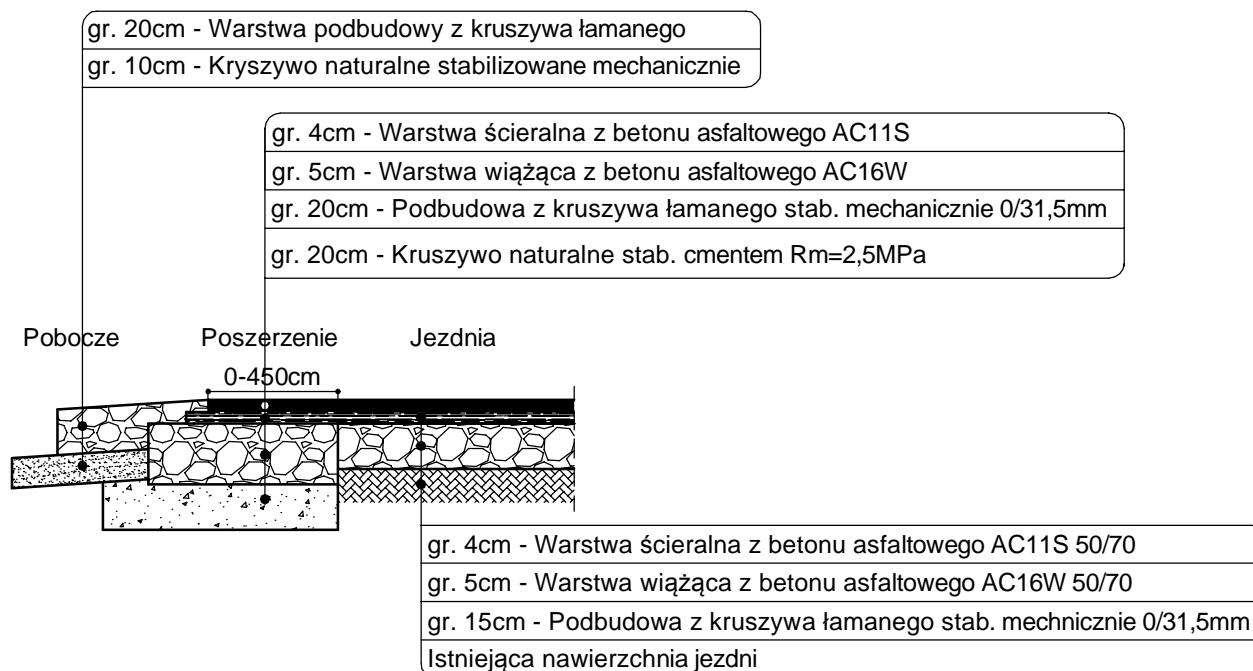 gr. 20cm - Warstwa podbudowy z kruszywa łamanego
gr. 10cm - Kryszywo naturalne stabilizowane mechanicznie
gr. 4cm - Warstwa ścieralna z betonu asfaltowego AC11S
gr. 5cm - Warstwa wiążąca z betonu asfaltowego AC16W
gr. 20cm - Podbudowa z kruszywa łamanego stab. mechanicznie 0/31,5mm
gr. 20cm - Kruszywo naturalne stab. cmentem Rm=2,5MPa
Pobocze Poszerzenie Jezdnia
0-450cm
gr. 4cm - Warstwa ścieralna z betonu asfaltowego AC11S 50/70
gr. 5cm - Warstwa wiążąca z betonu asfaltowego AC16W 50/70
gr. 15cm - Podbudowa z kruszywa łamanego stab. mechnicznie 0/31,5mm
Istniejąca nawierzchnia jezdni